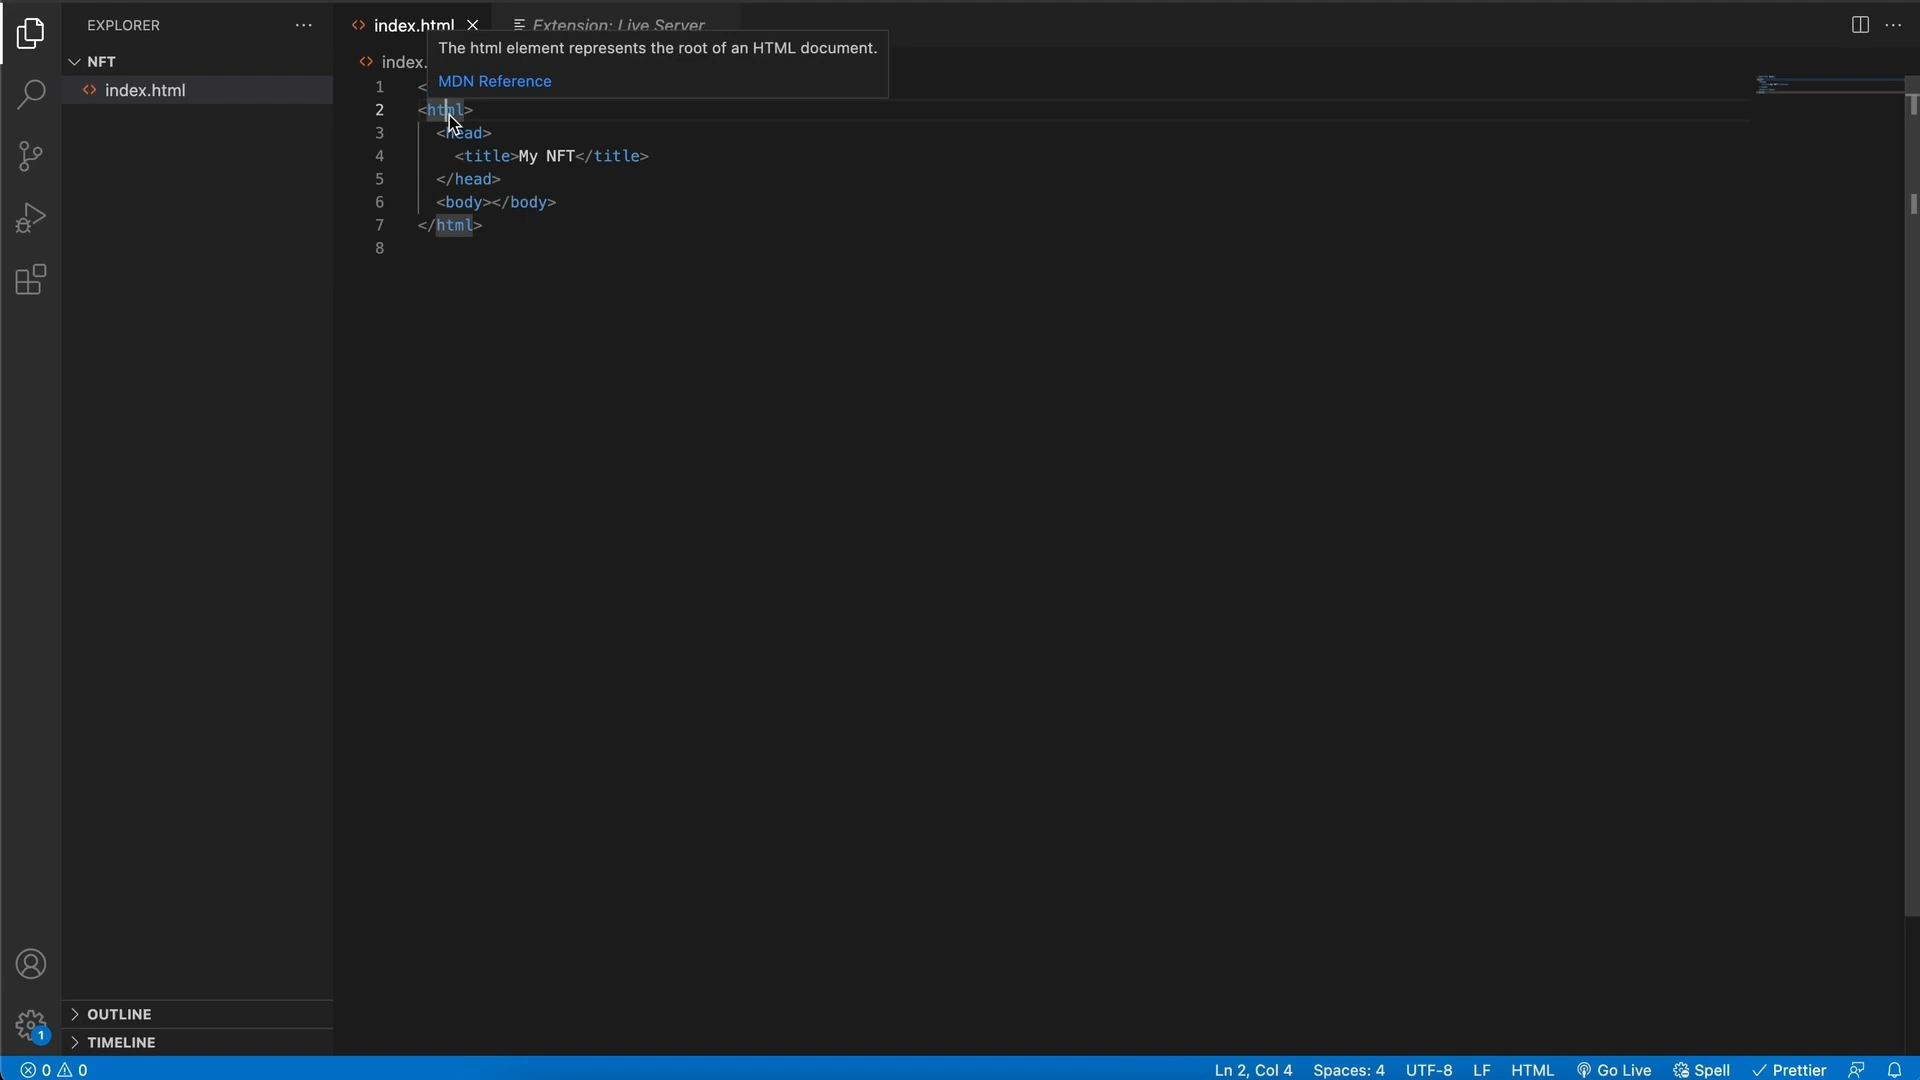 EXPLORER
index.html
Extension: Live Server
NFT
index.html
index.
The html element represents the root of an HTML document.
MDN Reference
1 <
2 <html>
3 <head>
4 <title>My NFT</title>
5 </head>
6 <body></body>
7 </html>
8
OUTLINE
TIMELINE
1
0 0
Ln 2, Col 4 Spaces: 4 UTF-8 LF HTML Go Live Spell Prettier